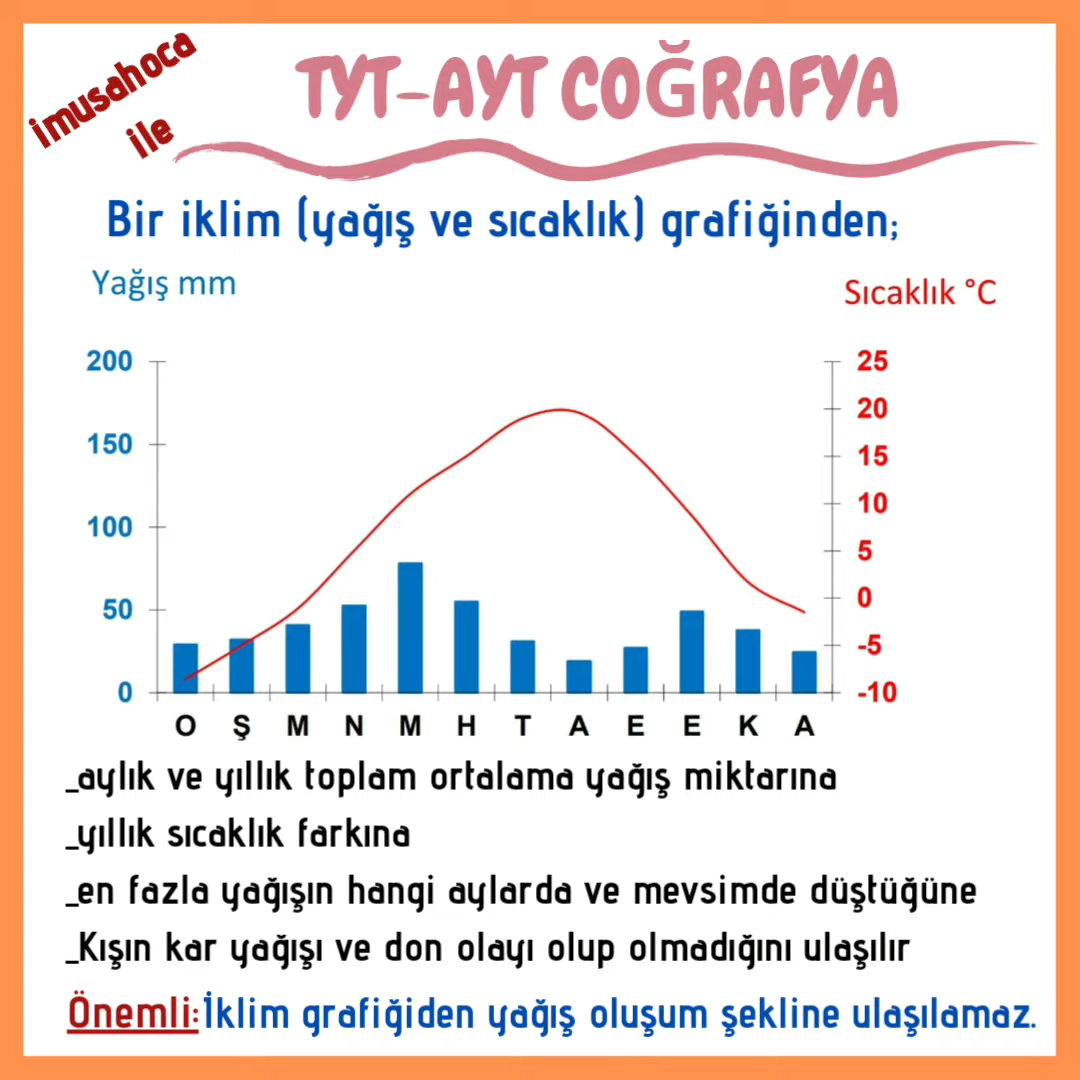 imusahoca
ile
TYT-AYT COĞRAFYA
Bir iklim (yağış ve sıcaklık) grafiğinden;
Yağış mm
Sıcaklık °C
200
150
100
50
0
25
20
15
10
5
0
-5
-10
O Ş M N M H T A E E K A
_aylık ve yıllık toplam ortalama yağış miktarına
_yıllık sıcaklık farkına
_en fazla yağışın hangi aylarda ve mevsimde düştüğüne
_Kışın kar yağışı ve don olayı olup olmadığını ulaşılır
Önemli:İklim grafiğiden yağış oluşum şekline ulaşılamaz.